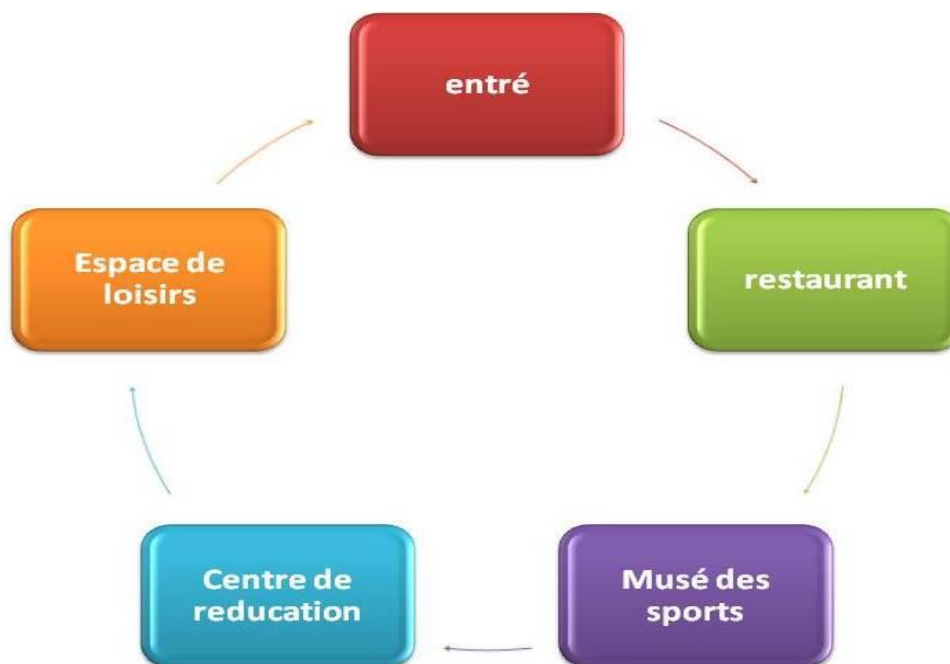 entré
restaurant
Musé des
sports
Centre de
reducation
Espace de
loisirs